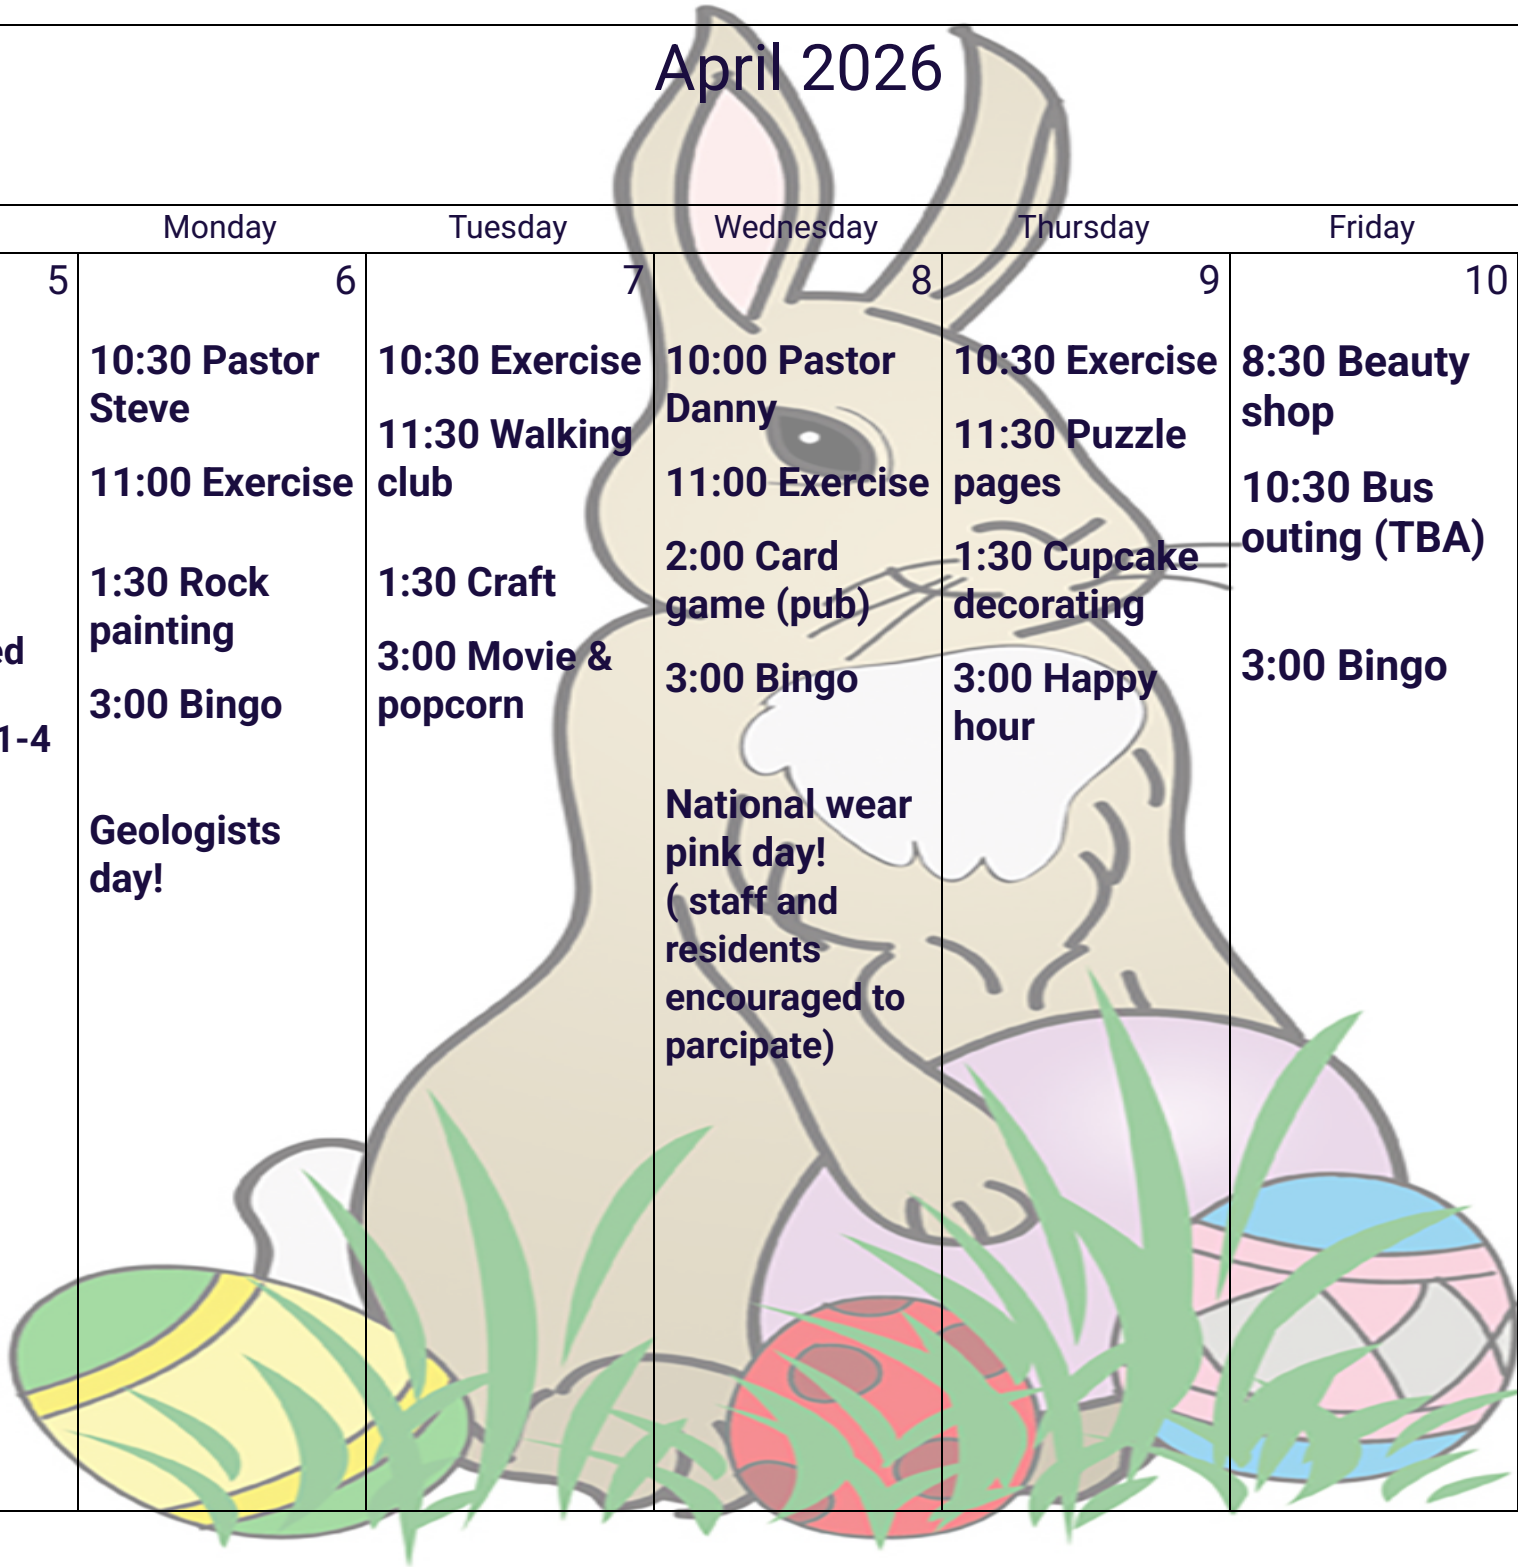 April 2026
Monday
Tuesday
Wednesday
Thursday
Friday
5
ed
1-4
6
10:30 Pastor
Steve
11:00 Exercise
1:30 Rock
painting
3:00 Bingo
Geologists
day!
7
10:30 Exercise
11:30 Walking
club
1:30 Craft
3:00 Movie &
popcorn
8
10:00 Pastor
Danny
11:00 Exercise
2:00 Card
game (pub)
3:00 Bingo
National wear
pink day!
( staff and
residents
encouraged to
parcipate)
9
10:30 Exercise
11:30 Puzzle
pages
1:30 Cupcake
decorating
3:00 Happy
hour
10
8:30 Beauty
shop
10:30 Bus
outing (TBA)
3:00 Bingo